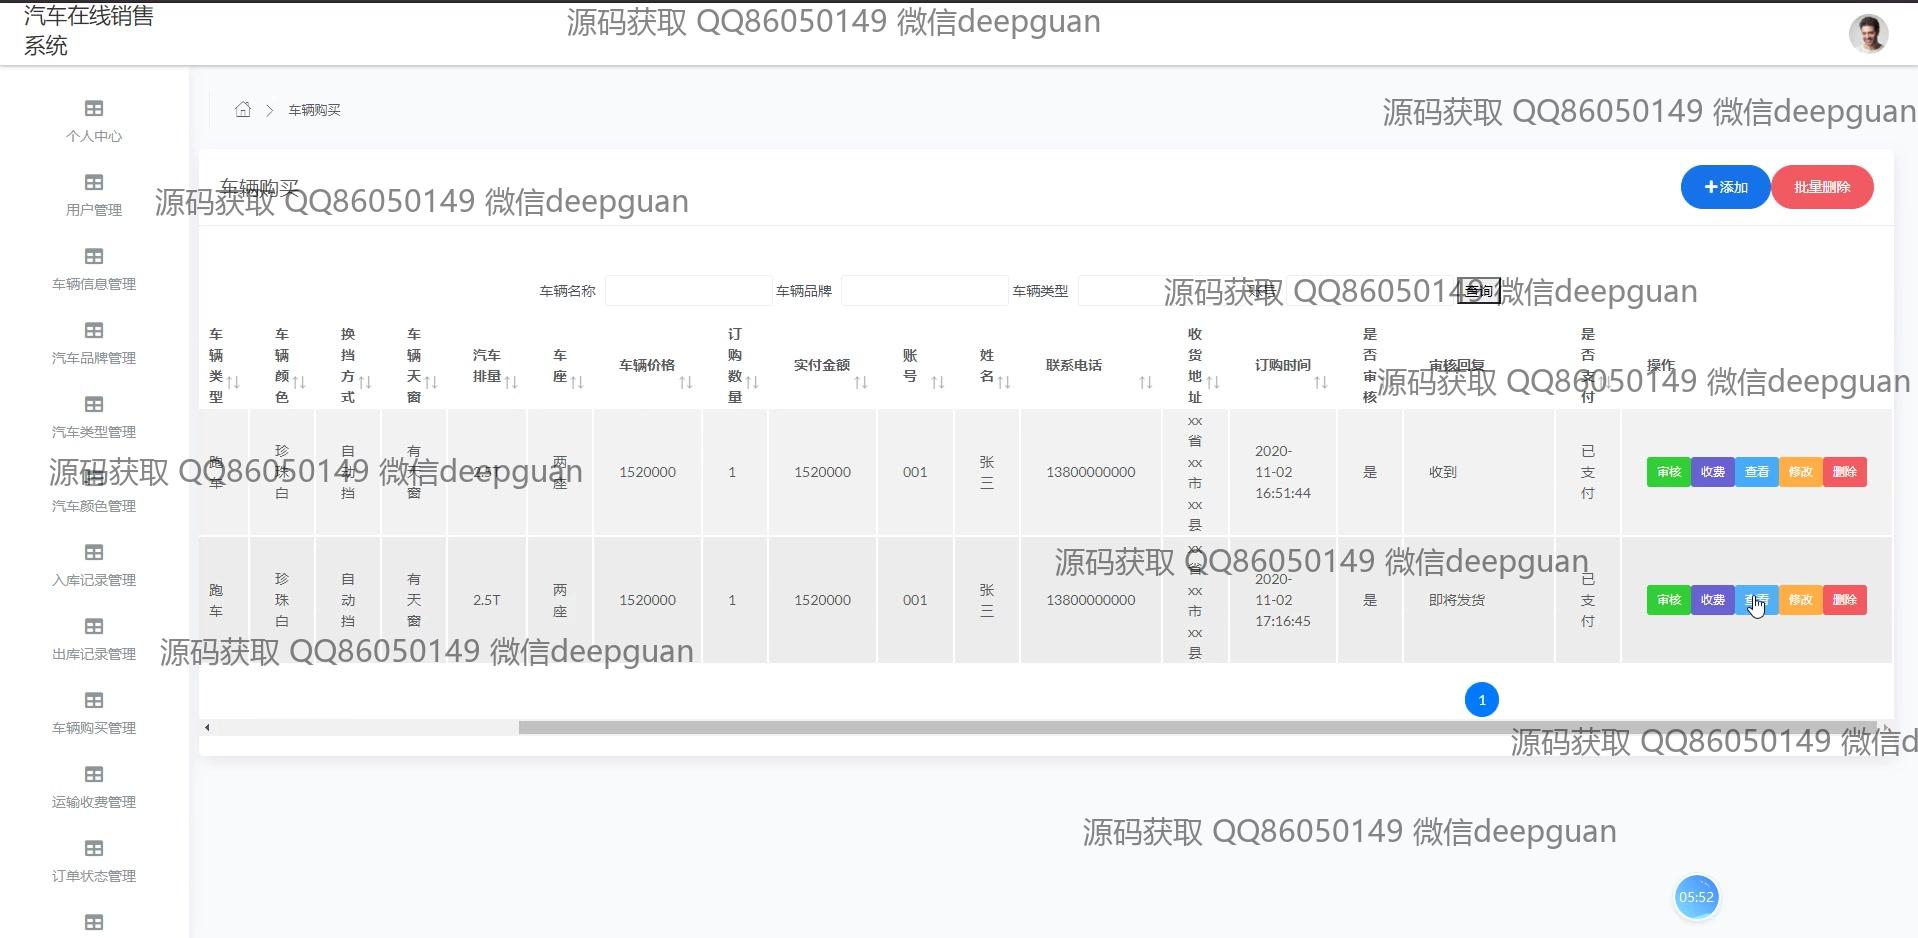 汽车在线销售
系统
源码获取 QQ86050149 微信deepguan
个人中心
用户管理
车辆信息管理
汽车品牌管理
汽车类型管理
汽车颜色管理
入库记录管理
出库记录管理
车辆购买管理
运输收费管理
订单状态管理
车辆购买
源码获取 QQ86050149 微信deepguan
车辆购买
源码获取 QQ86050149 微信deepguan
添加 批量删除
车辆名称 车辆品牌 车辆类型 查询
源码获取 QQ86050149 微信deepguan
车辆类型 车辆颜色 换挡方式 车辆天窗 汽车排量 车座 车辆价格 订购数量 实付金额 账号 姓名 联系电话 收货地址 订购时间 是否审核 审核回复 是否支付 操作
源码获取 QQ86050149 微信deepguan
跑车 珍珠白 自动挡 有天窗 2.5T 两座 1520000 1 1520000 001 张三 13800000000 xx省xx市xx县 2020-11-02 16:51:44 是 收到 已支付 审核 收费 查看 修改 删除
源码获取 QQ86050149 微信deepguan
跑车 珍珠白 自动挡 有天窗 2.5T 两座 1520000 1 1520000 001 张三 13800000000 xx省xx市xx县 2020-11-02 17:16:45 是 即将发货 已支付 审核 收费 查看 修改 删除
源码获取 QQ86050149 微信deepguan
源码获取 QQ86050149 微信deepguan
1
源码获取 QQ86050149 微信d
源码获取 QQ86050149 微信deepguan
05:52